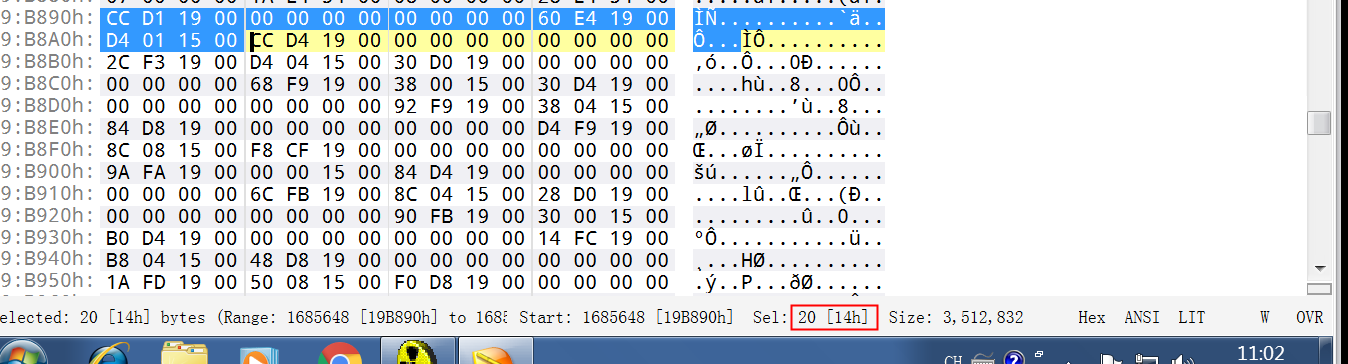 9:B890h: CC D1 19 00 00 00 00 00 00 00 00 00 60 E4 19 00 ÌÑ..........`ä..
9:B8A0h: D4 01 15 00 CC D4 19 00 00 00 00 00 00 00 00 00 Ô...ÌÔ..........
9:B8B0h: 2C F3 19 00 D4 04 15 00 30 D0 19 00 00 00 00 00 ,ó..Ô...0Ð......
9:B8C0h: 00 00 00 00 68 F9 19 00 38 00 15 00 30 D4 19 00 ....hù..8...0Ô..
9:B8D0h: 00 00 00 00 00 00 00 00 92 F9 19 00 38 04 15 00 ........’ù..8...
9:B8E0h: 84 D8 19 00 00 00 00 00 00 00 00 00 D4 F9 19 00 „Ø..........Ôù..
9:B8F0h: 8C 08 15 00 F8 CF 19 00 00 00 00 00 00 00 00 00 Œ...øÏ..........
9:B900h: 9A FA 19 00 00 00 15 00 84 D4 19 00 00 00 00 00 šú......„Ô......
9:B910h: 00 00 00 00 6C FB 19 00 8C 04 15 00 28 D0 19 00 ....lû..Œ...(Ð..
9:B920h: 00 00 00 00 00 00 00 00 90 FB 19 00 30 00 15 00 .........û..0...
9:B930h: B0 D4 19 00 00 00 00 00 00 00 00 00 14 FC 19 00 °Ô...........ü..
9:B940h: B8 04 15 00 48 D8 19 00 00 00 00 00 00 00 00 00 ¸...HØ..........
9:B950h: 1A FD 19 00 50 08 15 00 F0 D8 19 00 00 00 00 00 .ý..P...ðØ......
elected: 20 [14h] bytes (Range: 1685648 [19B890h] to 168 Start: 1685648 [19B890h] Sel: 20 [14h] Size: 3,512,832 Hex ANSI LIT W OVR
CH 11:02